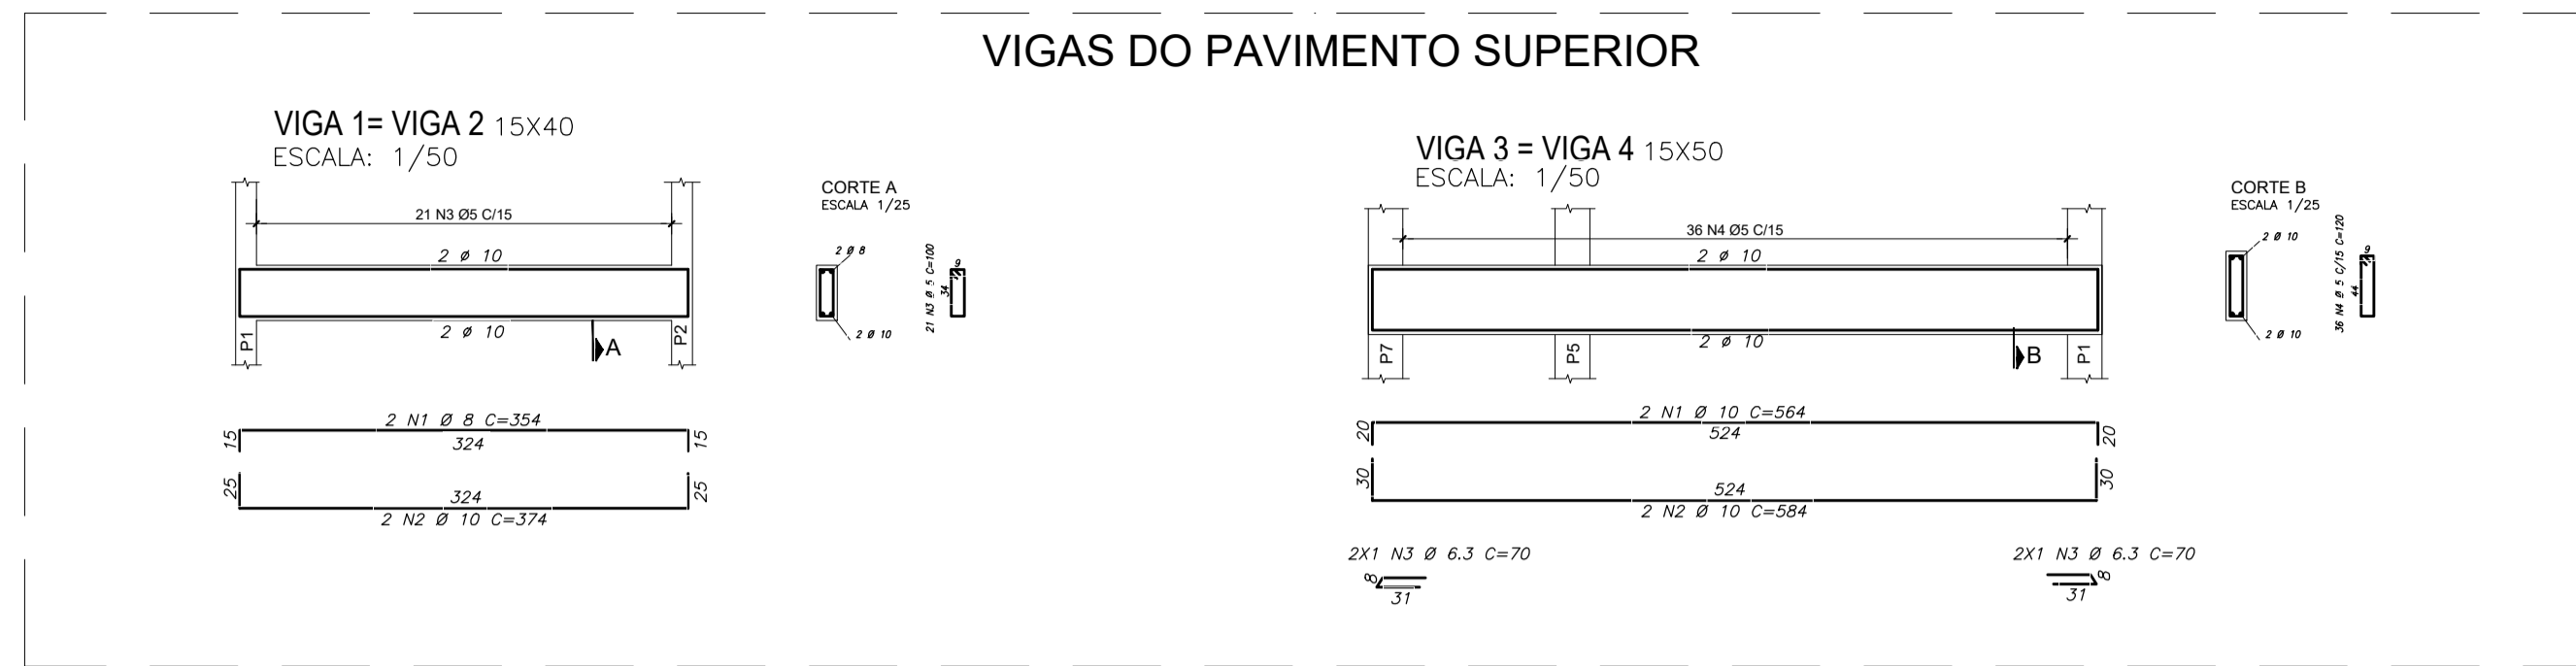 VIGAS DO PAVIMENTO SUPERIOR
VIGA 1= VIGA 2 15X40
ESCALA: 1/50
21 N3 Ø5 C/15
2 ø 10
2 ø 10
P1
P2
A
2 N1 Ø 8 C=354
15
324
15
25
324
25
2 N2 Ø 10 C=374
CORTE A
ESCALA 1/25
2 Ø 8
2 Ø 10
21 N3 Ø 5 C=100
34
9
VIGA 3 = VIGA 4 15X50
ESCALA: 1/50
36 N4 Ø5 C/15
2 ø 10
2 ø 10
P7
P5
B
P1
2 N1 Ø 10 C=564
20
524
20
30
524
30
2 N2 Ø 10 C=584
2X1 N3 Ø 6.3 C=70
8
31
2X1 N3 Ø 6.3 C=70
8
31
CORTE B
ESCALA 1/25
2 Ø 10
2 Ø 10
36 N4 Ø 5 C/15 C=120
44
9